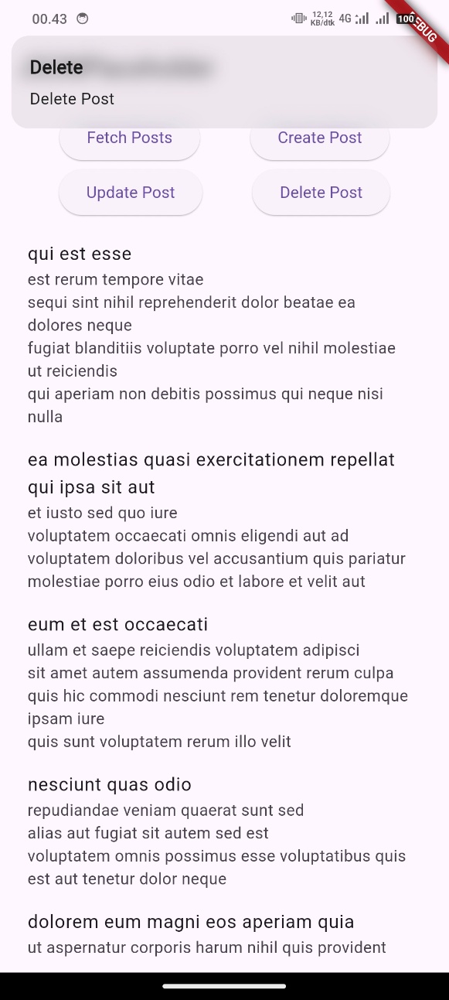 00.43
12,12
KB/dtk
4G
100
Delete
Delete Post
Fetch Posts
Create Post
Update Post
Delete Post
qui est esse
est rerum tempore vitae
sequi sint nihil reprehenderit dolor beatae ea
dolores neque
fugiat blanditiis voluptate porro vel nihil molestiae
ut reiciendis
qui aperiam non debitis possimus qui neque nisi
nulla
ea molestias quasi exercitationem repellat
qui ipsa sit aut
et iusto sed quo iure
voluptatem occaecati omnis eligendi aut ad
voluptatem doloribus vel accusantium quis pariatur
molestiae porro eius odio et labore et velit aut
eum et est occaecati
ullam et saepe reiciendis voluptatem adipisci
sit amet autem assumenda provident rerum culpa
quis hic commodi nesciunt rem tenetur doloremque
ipsam iure
quis sunt voluptatem rerum illo velit
nesciunt quas odio
repudiandae veniam quaerat sunt sed
alias aut fugiat sit autem sed est
voluptatem omnis possimus esse voluptatibus quis
est aut tenetur dolor neque
dolorem eum magni eos aperiam quia
ut aspernatur corporis harum nihil quis provident